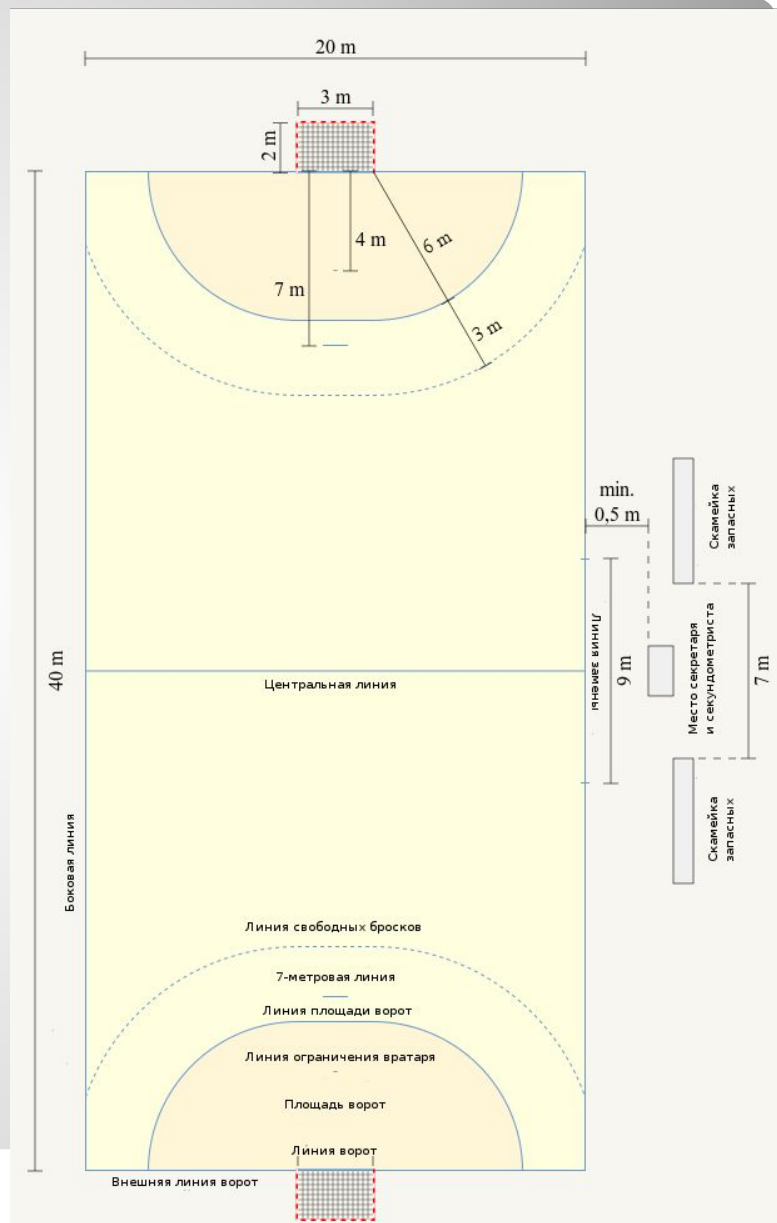 20 m
3 m
2 m
4 m
6 m
7 m
3 m
min.
0,5 m
Скамейка
запасных
40 m
Линия замены
9 m
Место секретаря
и секундометриста
7 m
Центральная линия
Скамейка
запасных
Боковая линия
Линия свободных бросков
7-метровая линия
Линия площади ворот
Линия ограничения вратаря
Площадь ворот
Линия ворот
Внешняя линия ворот